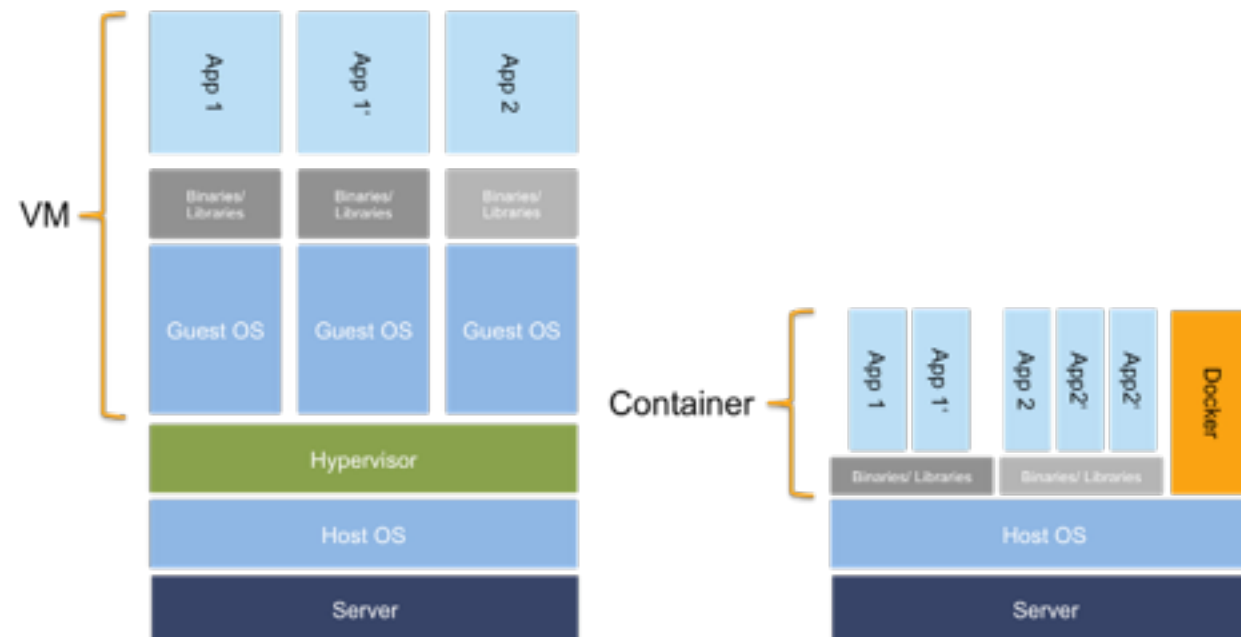 VM
App 1
App 1'
App 2
Binaries/
Libraries
Binaries/
Libraries
Binaries/
Libraries
Guest OS
Guest OS
Guest OS
Hypervisor
Host OS
Server
Container
App 1
App 1'
App 2
App2'
App2'
Docker
Binaries/ Libraries
Binaries/ Libraries
Host OS
Server